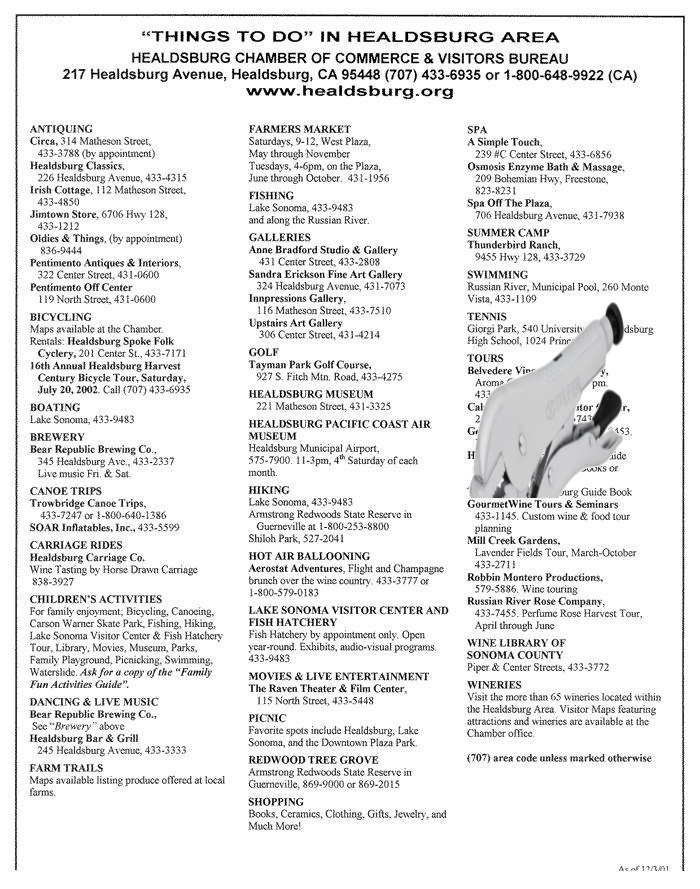 "THINGS TO DO" IN HEALDSBURG AREA
HEALDSBURG CHAMBER OF COMMERCE & VISITORS BUREAU
217 Healdsburg Avenue, Healdsburg, CA 95448 (707) 433-6935 or 1-800-648-9922 (CA)
www.healdsburg.org
ANTIQUING
Circa, 314 Matheson Street,
433-3788 (by appointment)
Healdsburg Classics,
226 Healdsburg Avenue, 433-4315
Irish Cottage, 112 Matheson Street,
433-4850
Jimtown Store, 6706 Hwy 128,
433-1212
Oldies & Things, (by appointment)
836-9444
Pentimento Antiques & Interiors,
322 Center Street, 431-0600
Pentimento Off Center
119 North Street, 431-0600
BICYCLING
Maps available at the Chamber.
Rentals: Healdsburg Spoke Folk
Cyclery, 201 Center St., 433-7171
16th Annual Healdsburg Harvest
Century Bicycle Tour, Saturday,
July 20, 2002. Call (707) 433-6935
BOATING
Lake Sonoma, 433-9483
BREWERY
Bear Republic Brewing Co.,
345 Healdsburg Ave., 433-2337
Live music Fri. & Sat.
CANOE TRIPS
Trowbridge Canoe Trips,
433-7247 or 1-800-640-1386
SOAR Inflatables, Inc., 433-5599
CARRIAGE RIDES
Healdsburg Carriage Co.
Wine Tasting by Horse Drawn Carriage
838-3927
CHILDREN'S ACTIVITIES
For family enjoyment; Bicycling, Canoeing,
Carson Warner Skate Park, Fishing, Hiking,
Lake Sonoma Visitor Center & Fish Hatchery
Tour, Library, Movies, Museum, Parks,
Family Playground, Picnicking, Swimming,
Waterslide. Ask for a copy of the "Family
Fun Activities Guide".
DANCING & LIVE MUSIC
Bear Republic Brewing Co.,
See "Brewery" above
Healdsburg Bar & Grill
245 Healdsburg Avenue, 433-3333
FARM TRAILS
Maps available listing produce offered at local
farms.
FARMERS MARKET
Saturdays, 9-12, West Plaza,
May through November
Tuesdays, 4-6pm, on the Plaza,
June through October. 431-1956
FISHING
Lake Sonoma, 433-9483
and along the Russian River.
GALLERIES
Anne Bradford Studio & Gallery
431 Center Street, 433-2808
Sandra Erickson Fine Art Gallery
324 Healdsburg Avenue, 431-7073
Innpressions Gallery,
116 Matheson Street, 433-7510
Upstairs Art Gallery
306 Center Street, 431-4214
GOLF
Tayman Park Golf Course,
927 S. Fitch Mtn. Road, 433-4275
HEALDSBURG MUSEUM
221 Matheson Street, 431-3325
HEALDSBURG PACIFIC COAST AIR
MUSEUM
Healdsburg Municipal Airport,
575-7900. 11-3pm, 4th Saturday of each
month.
HIKING
Lake Sonoma, 433-9483
Armstrong Redwoods State Reserve in
Guerneville at 1-800-253-8800
Shiloh Park, 527-2041
HOT AIR BALLOONING
Aerostat Adventures, Flight and Champagne
brunch over the wine country. 433-3777 or
1-800-579-0183
LAKE SONOMA VISITOR CENTER AND
FISH HATCHERY
Fish Hatchery by appointment only. Open
year-round. Exhibits, audio-visual programs.
433-9483
MOVIES & LIVE ENTERTAINMENT
The Raven Theater & Film Center,
115 North Street, 433-5448
PICNIC
Favorite spots include Healdsburg, Lake
Sonoma, and the Downtown Plaza Park.
REDWOOD TREE GROVE
Armstrong Redwoods State Reserve in
Guerneville, 869-9000 or 869-2015
SHOPPING
Books, Ceramics, Clothing, Gifts, Jewelry, and
Much More!
SPA
A Simple Touch,
239 #C Center Street, 433-6856
Osmosis Enzyme Bath & Massage,
209 Bohemian Hwy, Freestone,
823-8231
Spa Off The Plaza,
706 Healdsburg Avenue, 431-7938
SUMMER CAMP
Thunderbird Ranch,
9455 Hwy 128, 433-3729
SWIMMING
Russian River, Municipal Pool, 260 Monte
Vista, 433-1109
TENNIS
Giorgi Park, 540 University
High School, 1024
TOURS
Belvedere
pm.
433
books or
Guide Book
GourmetWine Tours & Seminars
433-1145. Custom wine & food tour
planning
Mill Creek Gardens,
Lavender Fields Tour, March-October
433-2711
Robbin Montero Productions,
579-5886. Wine touring
Russian River Rose Company,
433-7455. Perfume Rose Harvest Tour,
April through June
WINE LIBRARY OF
SONOMA COUNTY
Piper & Center Streets, 433-3772
WINERIES
Visit the more than 65 wineries located within
the Healdsburg Area. Visitor Maps featuring
attractions and wineries are available at the
Chamber office.
(707) area code unless marked otherwise
As of 12/3/01